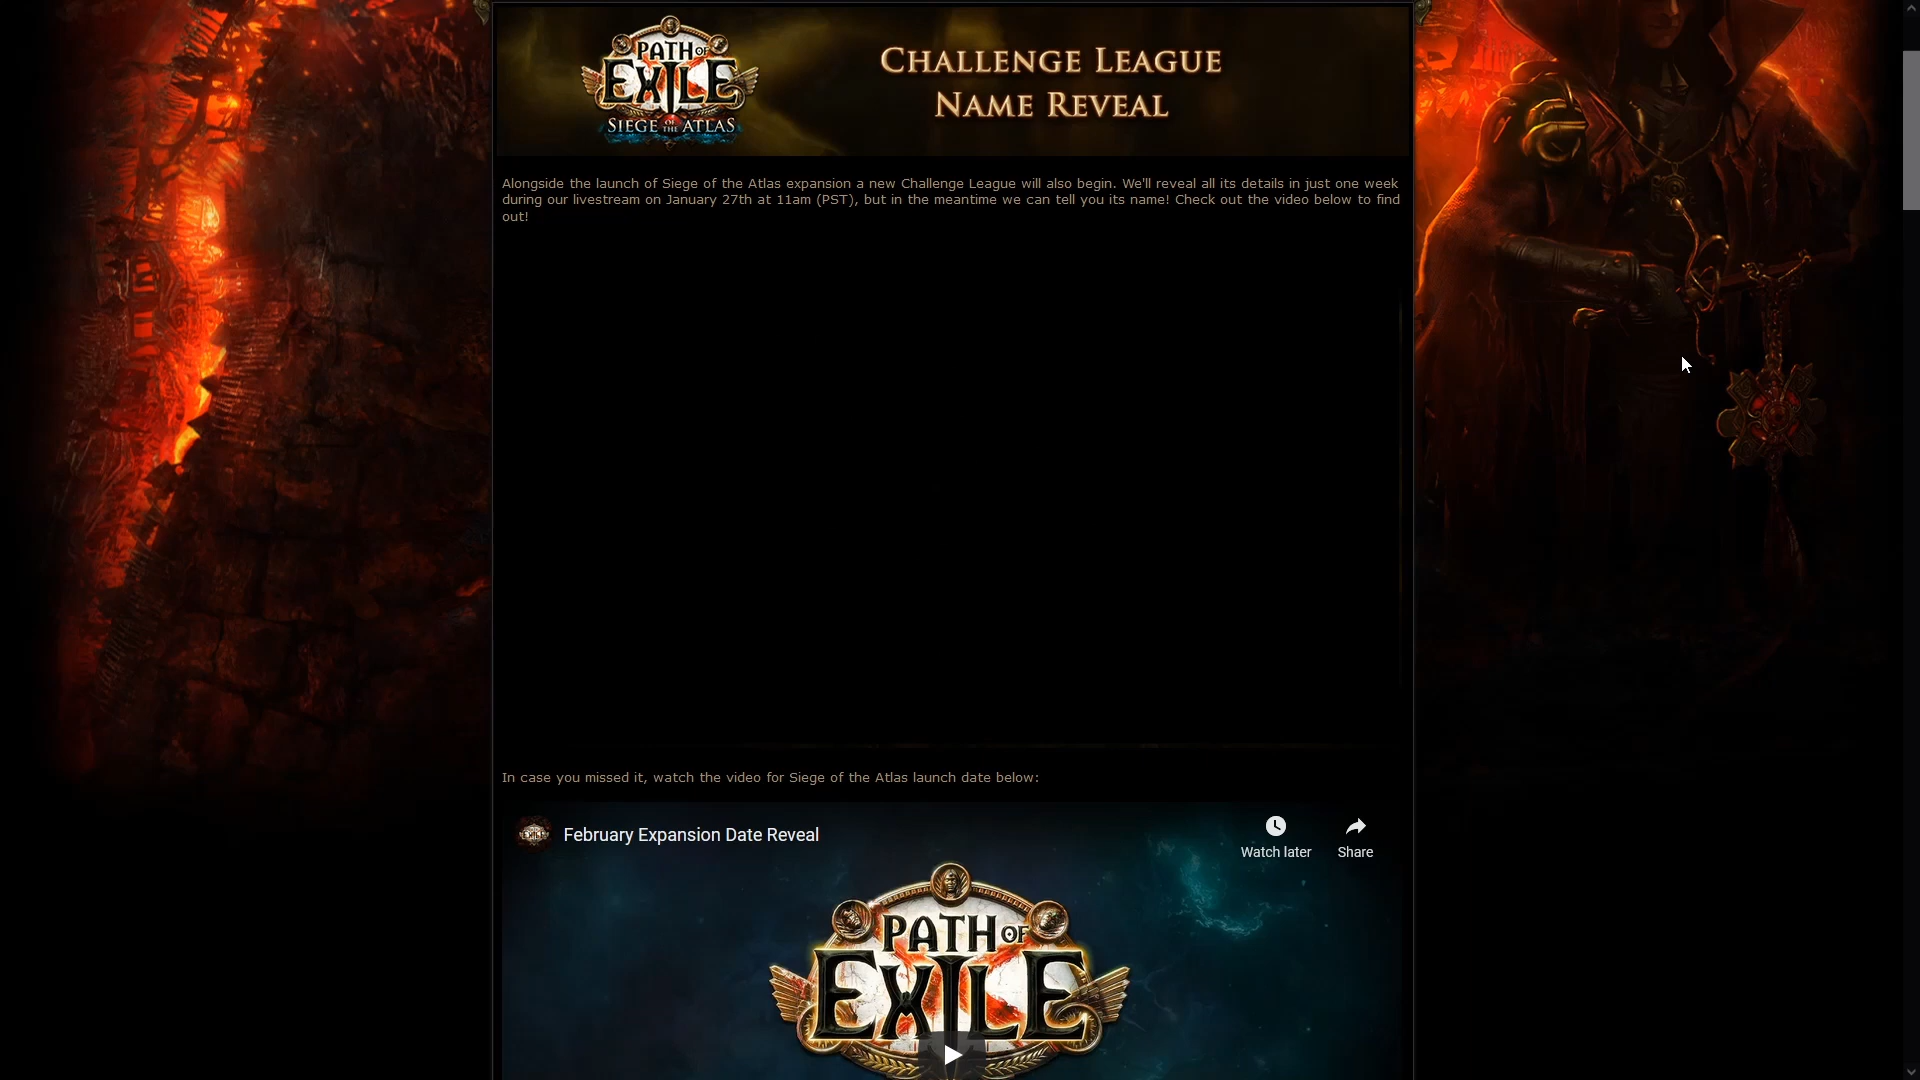 PATH OF
EXILE
SIEGE OF THE ATLAS
CHALLENGE LEAGUE
NAME REVEAL
Alongside the launch of Siege of the Atlas expansion a new Challenge League will also begin. We'll reveal all its details in just one week
during our livestream on January 27th at 11am (PST), but in the meantime we can tell you its name! Check out the video below to find
out!
In case you missed it, watch the video for Siege of the Atlas launch date below:
February Expansion Date Reveal
Watch later
Share
PATH OF
EXILE